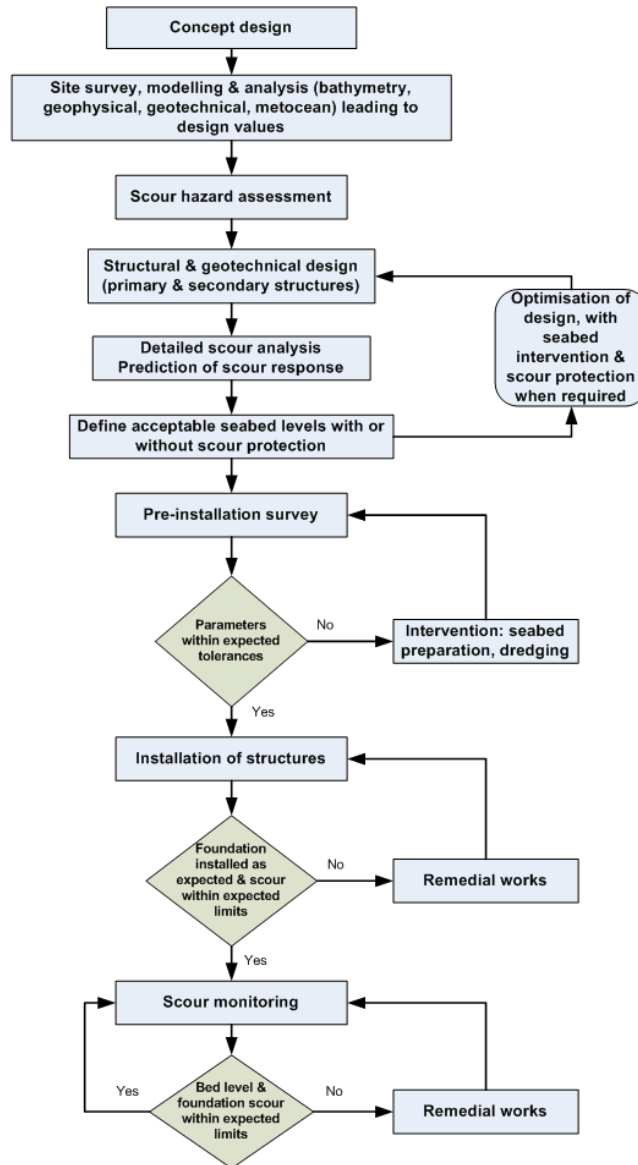 Concept design
Site survey, modelling & analysis (bathymetry,
geophysical, geotechnical, metocean) leading to
design values
Scour hazard assessment
Structural & geotechnical design
(primary & secondary structures)
Optimisation of
design, with
seabed
intervention &
scour protection
when required
Detailed scour analysis
Prediction of scour response
Define acceptable seabed levels with or
without scour protection
Pre-installation survey
Parameters
within expected
tolerances
No
Intervention: seabed
preparation, dredging
Yes
Installation of structures
Foundation
installed as
expected & scour
within expected
limits
No
Remedial works
Yes
Scour monitoring
Yes
Bed level &
foundation scour
within expected
limits
No
Remedial works